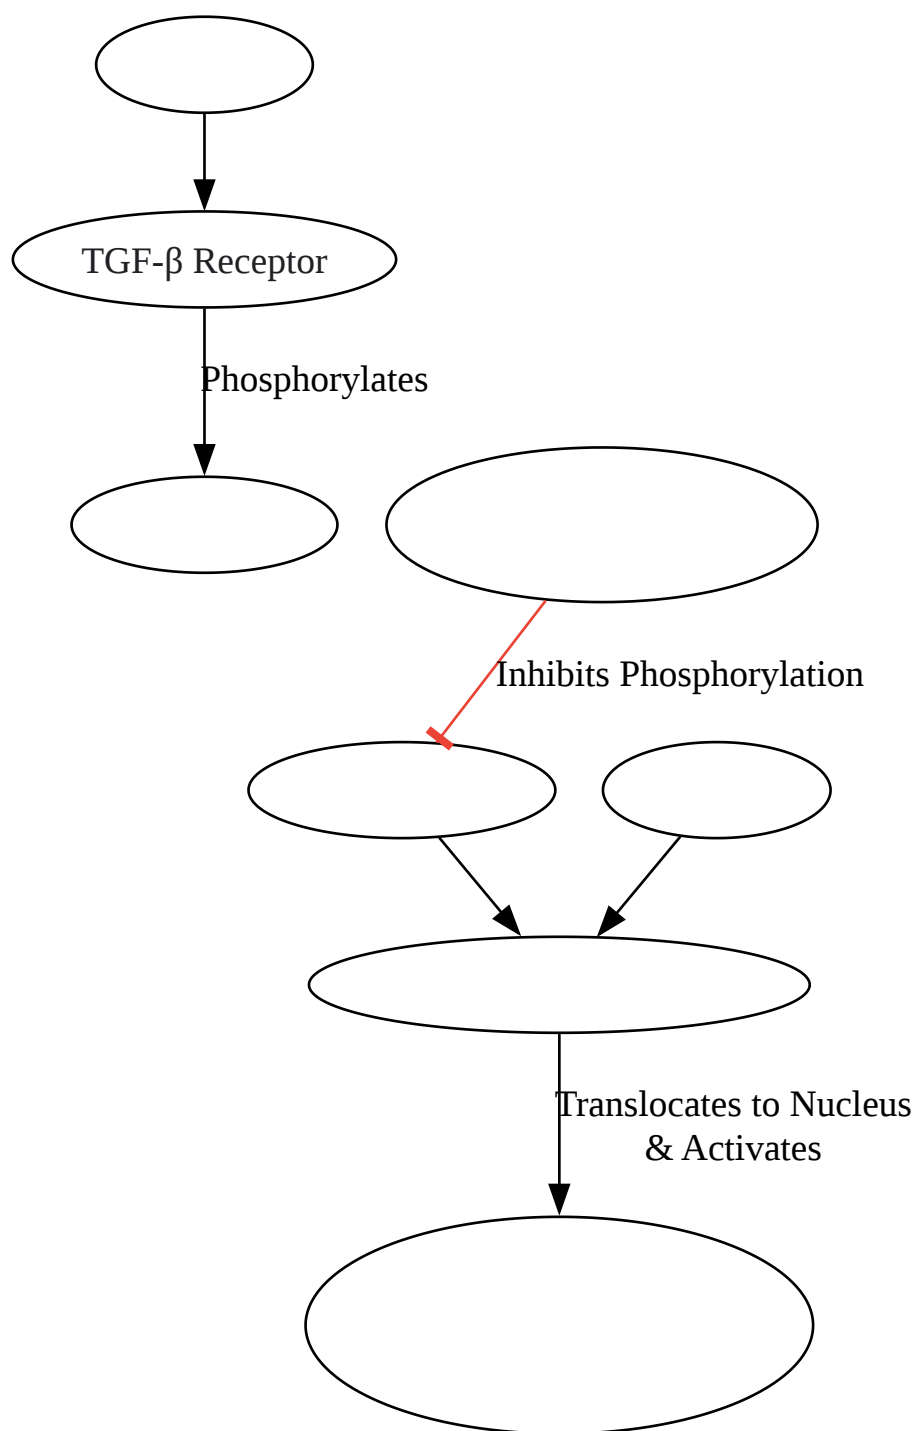 TGF-β Receptor
Phosphorylates
Inhibits Phosphorylation
Translocates to Nucleus
& Activates